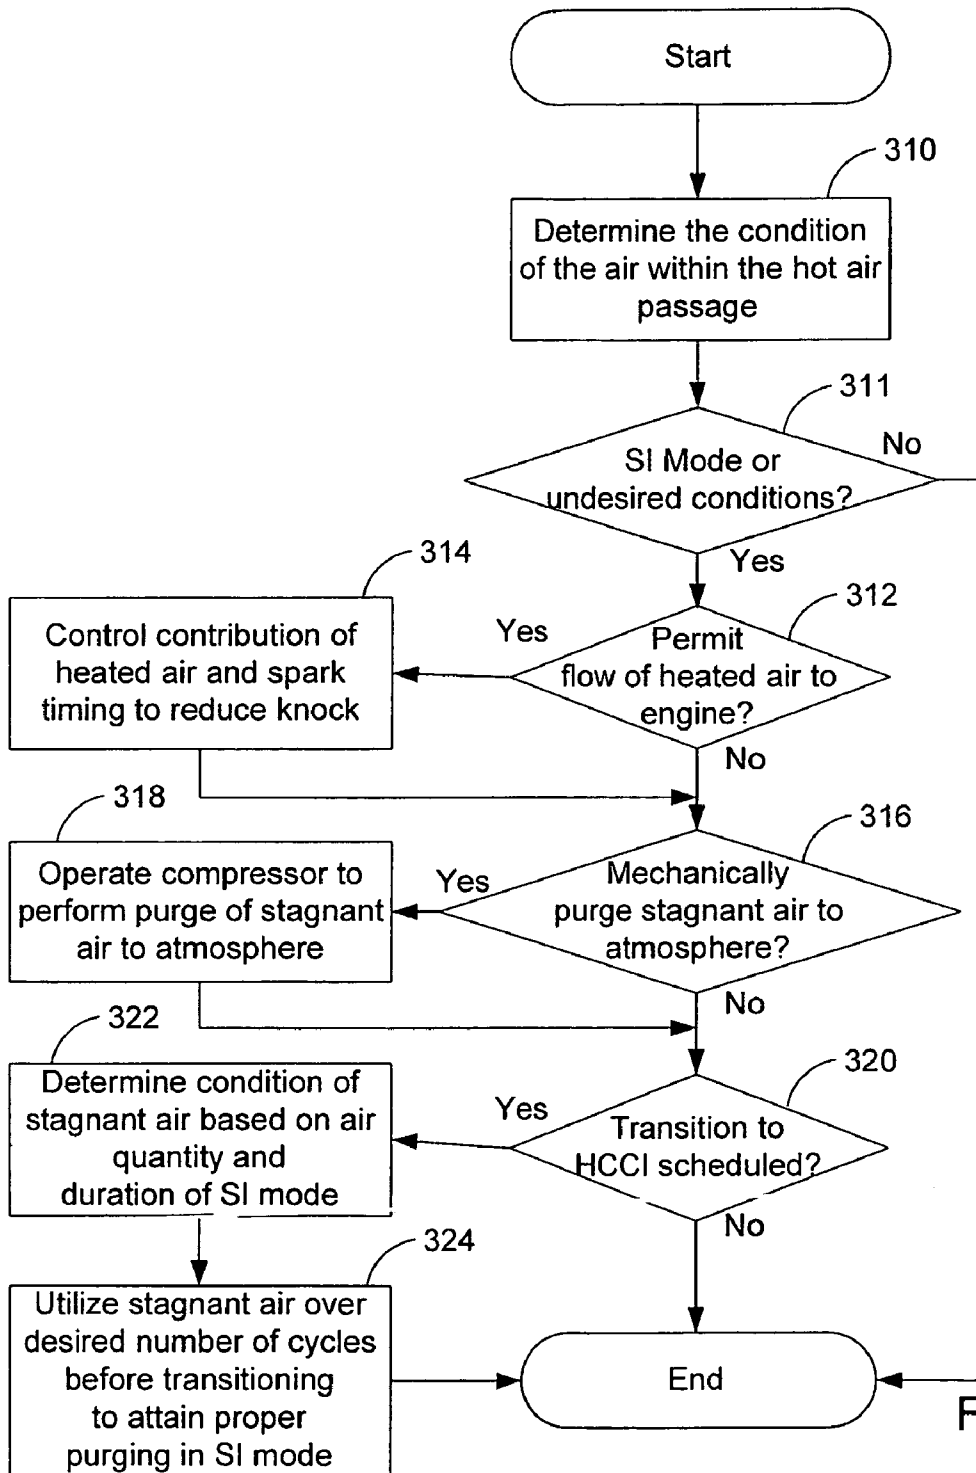 Start
310
Determine the condition
of the air within the hot air
passage
311
SI Mode or
undesired conditions?
No
Yes
314
312
Control contribution of
heated air and spark
timing to reduce knock
Yes
Permit
flow of heated air to
engine?
No
318
316
Operate compressor to
perform purge of stagnant
air to atmosphere
Yes
Mechanically
purge stagnant air to
atmosphere?
No
322
320
Determine condition of
stagnant air based on air
quantity and
duration of SI mode
Yes
Transition to
HCCI scheduled?
No
324
Utilize stagnant air over
desired number of cycles
before transitioning
to attain proper
purging in SI mode
End
F